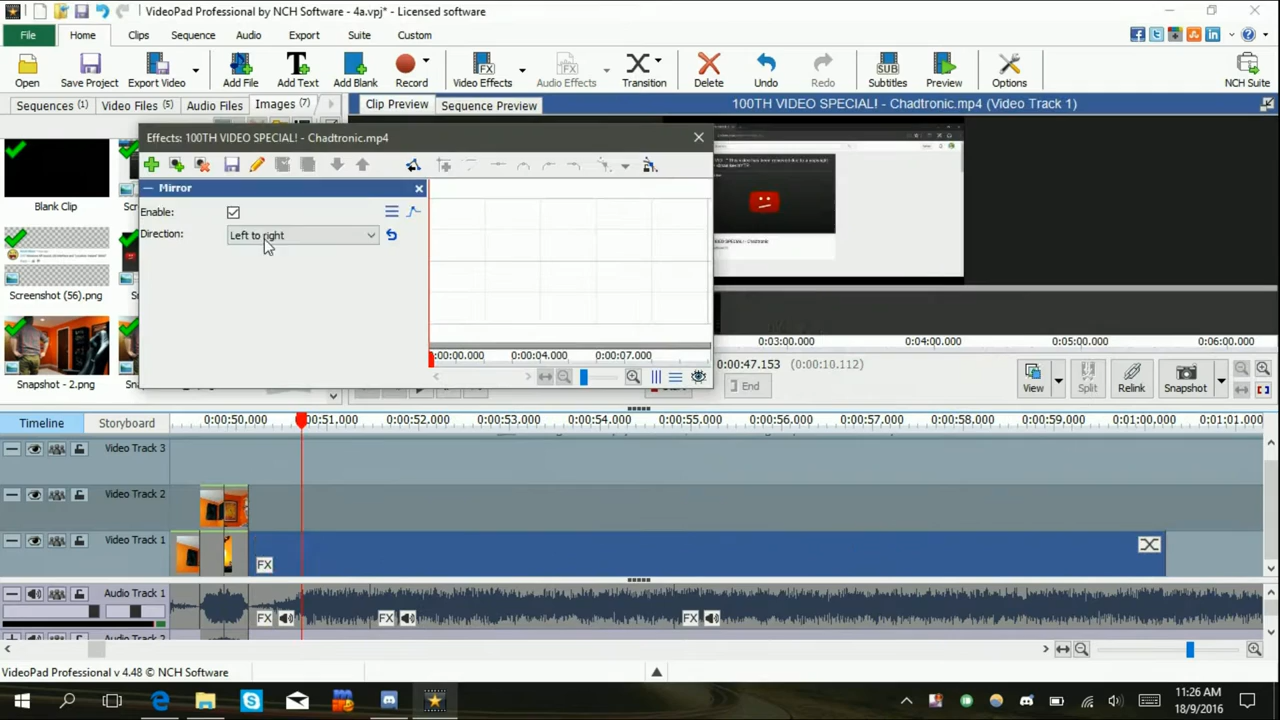 VideoPad Professional by NCH Software - 4a.vpj* - Licensed software
File Home Clips Sequence Audio Export Suite Custom
Open Save Project Export Video Add File Add Text Add Blank Record Video Effects Audio Effects Transition Delete Undo Redo SUB Subtitles Preview Options NCH Suite
Sequences (1) Video Files (5) Audio Files Images (7) Clip Preview Sequence Preview 100TH VIDEO SPECIAL! - Chadtronic.mp4 (Video Track 1)
Effects: 100TH VIDEO SPECIAL! - Chadtronic.mp4
Mirror
Enable:
Direction: Left to right
Blank Clip
Screenshot (56).png
Snapshot - 2.png
100TH VIDEO SPECIAL! - Chadtronic
:00:00.000 0:00:04.000 0:00:07.000
0:03:00.000 0:04:00.000 0:05:00.000 0:06:00.000
0:00:47.153 (0:00:10.112)
End
View Split Relink Snapshot
Timeline Storyboard 0:00:50.000 0:00:51.000 0:00:52.000 0:00:53.000 0:00:54.000 0:00:55.000 0:00:56.000 0:00:57.000 0:00:58.000 0:00:59.000 0:01:00.000 0:01:01.000
Video Track 3
Video Track 2
Video Track 1
FX
Audio Track 1
FX FX FX
VideoPad Professional v 4.48 © NCH Software
11:26 AM
18/9/2016